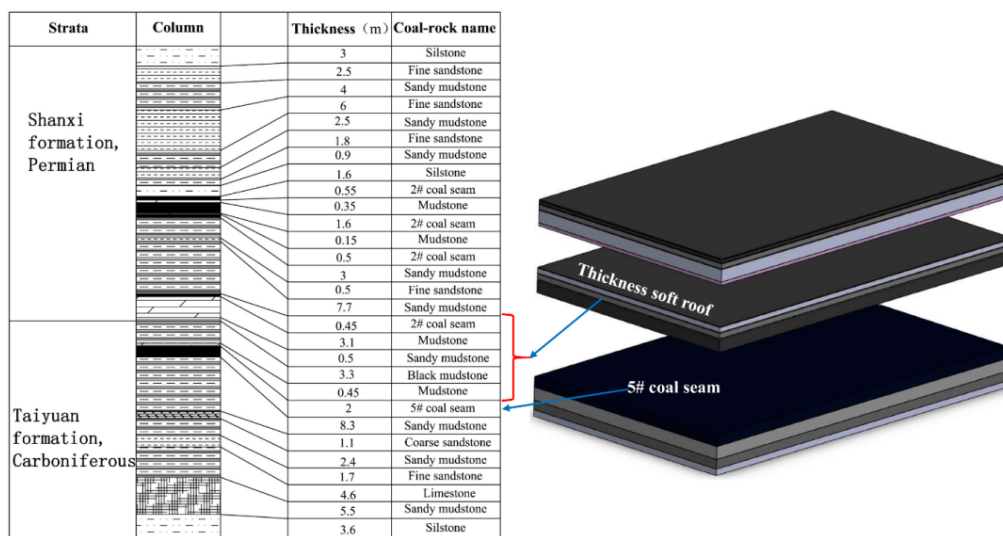 Strata Column Thickness（m） Coal-rock name
Shanxi
formation,
Permian
Taiyuan
formation,
Carboniferous
3 Silstone
2.5 Fine sandstone
4 Sandy mudstone
6 Fine sandstone
2.5 Sandy mudstone
1.8 Fine sandstone
0.9 Sandy mudstone
1.6 Silstone
0.55 2# coal seam
0.35 Mudstone
1.6 2# coal seam
0.15 Mudstone
0.5 2# coal seam
3 Sandy mudstone
0.5 Fine sandstone
7.7 Sandy mudstone
0.45 2# coal seam
3.1 Mudstone
0.5 Sandy mudstone
3.3 Black mudstone
0.45 Mudstone
2 5# coal seam
8.3 Sandy mudstone
1.1 Coarse sandstone
2.4 Sandy mudstone
1.7 Fine sandstone
4.6 Limestone
5.5 Sandy mudstone
3.6 Silstone
Thickness soft roof
5# coal seam